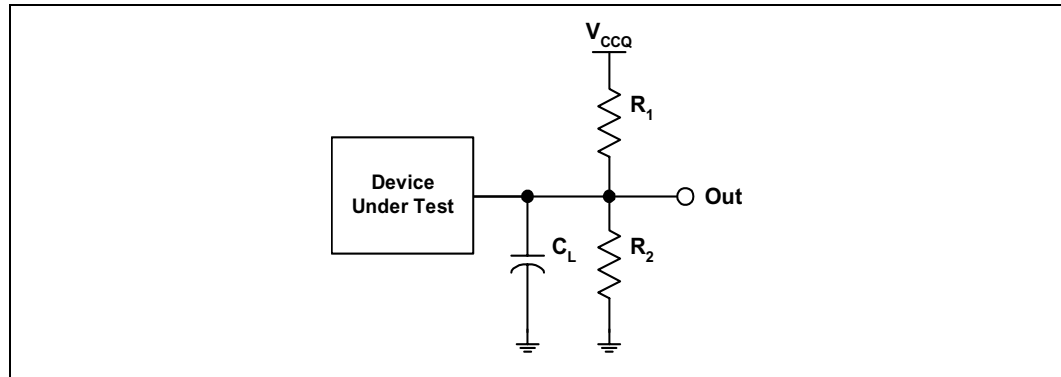 V_CCQ
R_1
Device
Under Test
Out
C_L
R_2